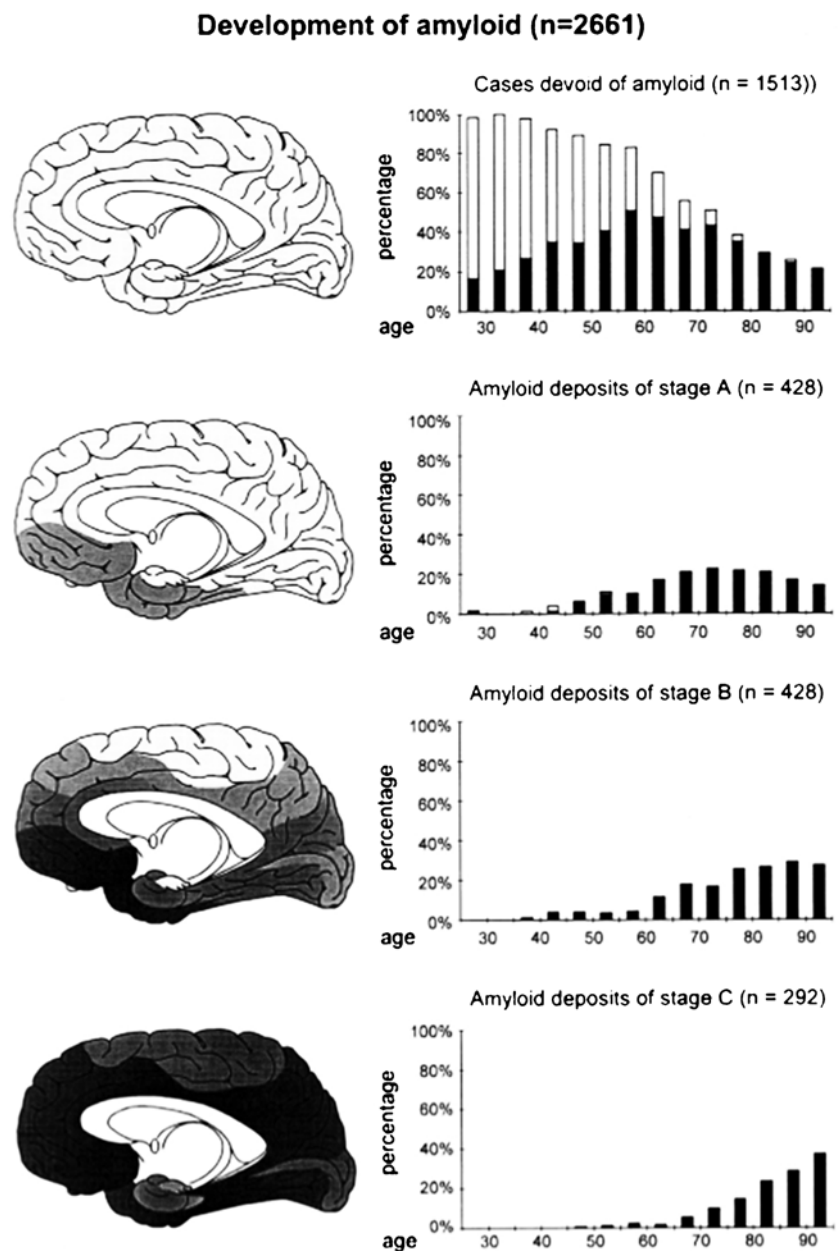 Development of amyloid (n=2661)
Cases devoid of amyloid (n = 1513))
percentage
100%
80%
60%
40%
20%
0%
age
30 40 50 60 70 80 90
Amyloid deposits of stage A (n = 428)
percentage
100%
80%
60%
40%
20%
0%
age
30 40 50 60 70 80 90
Amyloid deposits of stage B (n = 428)
percentage
100%
80%
60%
40%
20%
0%
age
30 40 50 60 70 80 90
Amyloid deposits of stage C (n = 292)
percentage
100%
80%
60%
40%
20%
0%
age
30 40 50 60 70 80 90